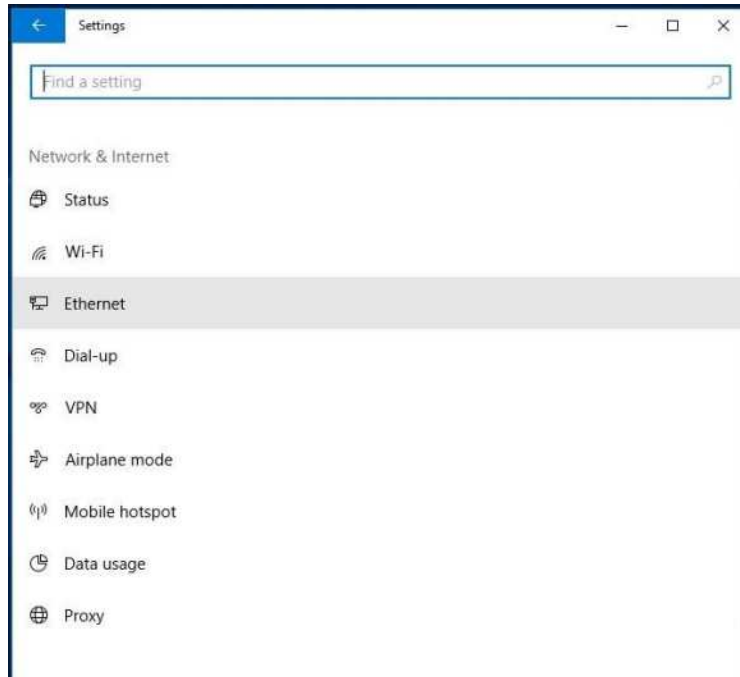 Settings
Find a setting
Network & Internet
Status
Wi-Fi
Ethernet
Dial-up
VPN
Airplane mode
Mobile hotspot
Data usage
Proxy